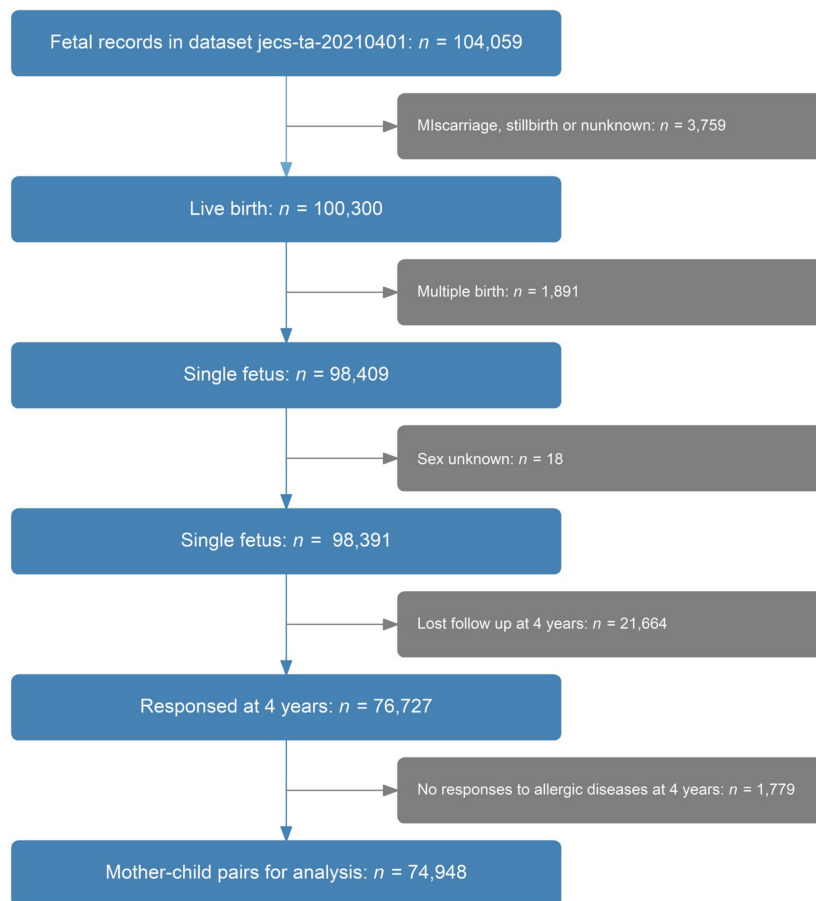 Fetal records in dataset jecs-ta-20210401: n = 104,059
MIscarriage, stillbirth or nunknown: n = 3,759
Live birth: n = 100,300
Multiple birth: n = 1,891
Single fetus: n = 98,409
Sex unknown: n = 18
Single fetus: n = 98,391
Lost follow up at 4 years: n = 21,664
Responsed at 4 years: n = 76,727
No responses to allergic diseases at 4 years: n = 1,779
Mother-child pairs for analysis: n = 74,948